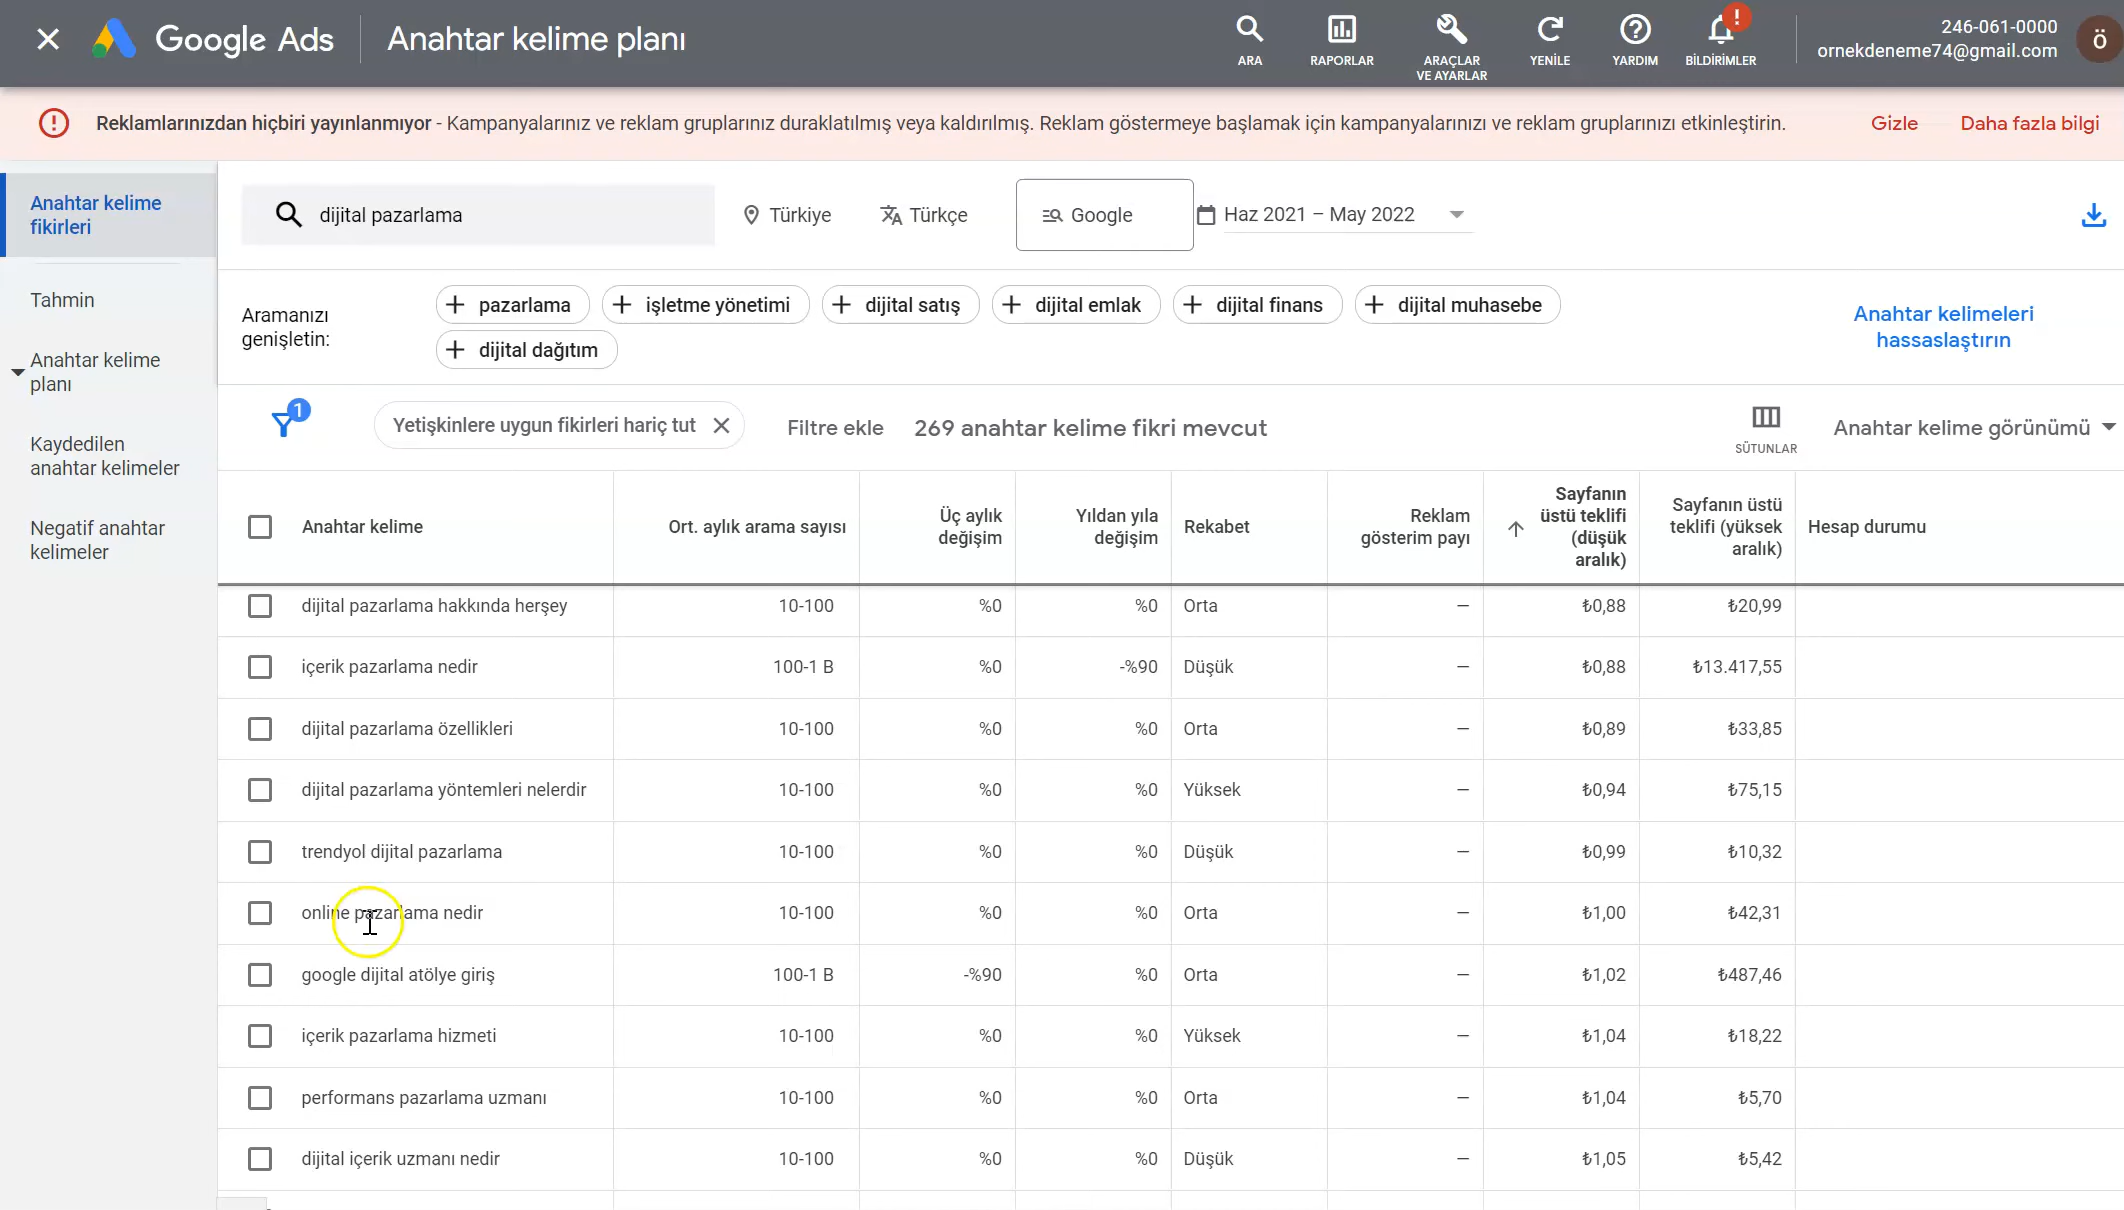 Google Ads
Anahtar kelime planı
ARA
RAPORLAR
ARAÇLAR
VE AYARLAR
YENİLE
YARDIM
!
BİLDİRİMLER
246-061-0000
ornekdeneme74@gmail.com
ö
Reklamlarınızdan hiçbiri yayınlanmıyor - Kampanyalarınız ve reklam gruplarınız duraklatılmış veya kaldırılmış. Reklam göstermeye başlamak için kampanyalarınızı ve reklam gruplarınızı etkinleştirin.
Gizle
Daha fazla bilgi
Anahtar kelime
fikirleri
Tahmin
Anahtar kelime
planı
Kaydedilen
anahtar kelimeler
Negatif anahtar
kelimeler
dijital pazarlama
Türkiye
Türkçe
Google
Haz 2021 – May 2022
Aramanızı
genişletin:
pazarlama
işletme yönetimi
dijital satış
dijital emlak
dijital finans
dijital muhasebe
dijital dağıtım
Anahtar kelimeleri
hassaslaştırın
1
Yetişkinlere uygun fikirleri hariç tut
Filtre ekle
269 anahtar kelime fikri mevcut
SÜTUNLAR
Anahtar kelime görünümü
Anahtar kelime
Ort. aylık arama sayısı
Üç aylık
değişim
Yıldan yıla
değişim
Rekabet
Reklam
gösterim payı
Sayfanın
üstü teklifi
(düşük
aralık)
Sayfanın üstü
teklifi (yüksek
aralık)
Hesap durumu
dijital pazarlama hakkında herşey 10-100 %0 %0 Orta — ₺0,88 ₺20,99
içerik pazarlama nedir 100-1 B %0 -%90 Düşük — ₺0,88 ₺13.417,55
dijital pazarlama özellikleri 10-100 %0 %0 Orta — ₺0,89 ₺33,85
dijital pazarlama yöntemleri nelerdir 10-100 %0 %0 Yüksek — ₺0,94 ₺75,15
trendyol dijital pazarlama 10-100 %0 %0 Düşük — ₺0,99 ₺10,32
online pazarlama nedir 10-100 %0 %0 Orta — ₺1,00 ₺42,31
google dijital atölye giriş 100-1 B -%90 %0 Orta — ₺1,02 ₺487,46
içerik pazarlama hizmeti 10-100 %0 %0 Yüksek — ₺1,04 ₺18,22
performans pazarlama uzmanı 10-100 %0 %0 Orta — ₺1,04 ₺5,70
dijital içerik uzmanı nedir 10-100 %0 %0 Düşük — ₺1,05 ₺5,42